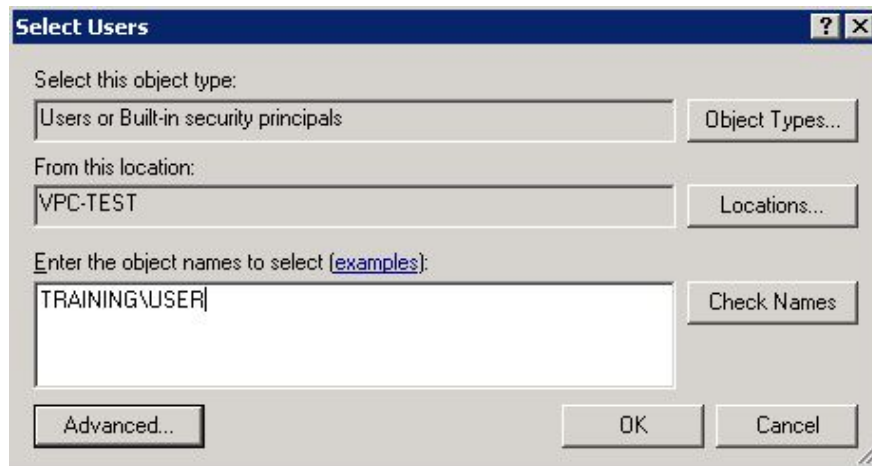 Select Users
Select this object type:
Users or Built-in security principals
Object Types...
From this location:
VPC-TEST
Locations...
Enter the object names to select (examples):
TRAINING\USER
Check Names
Advanced...
OK
Cancel